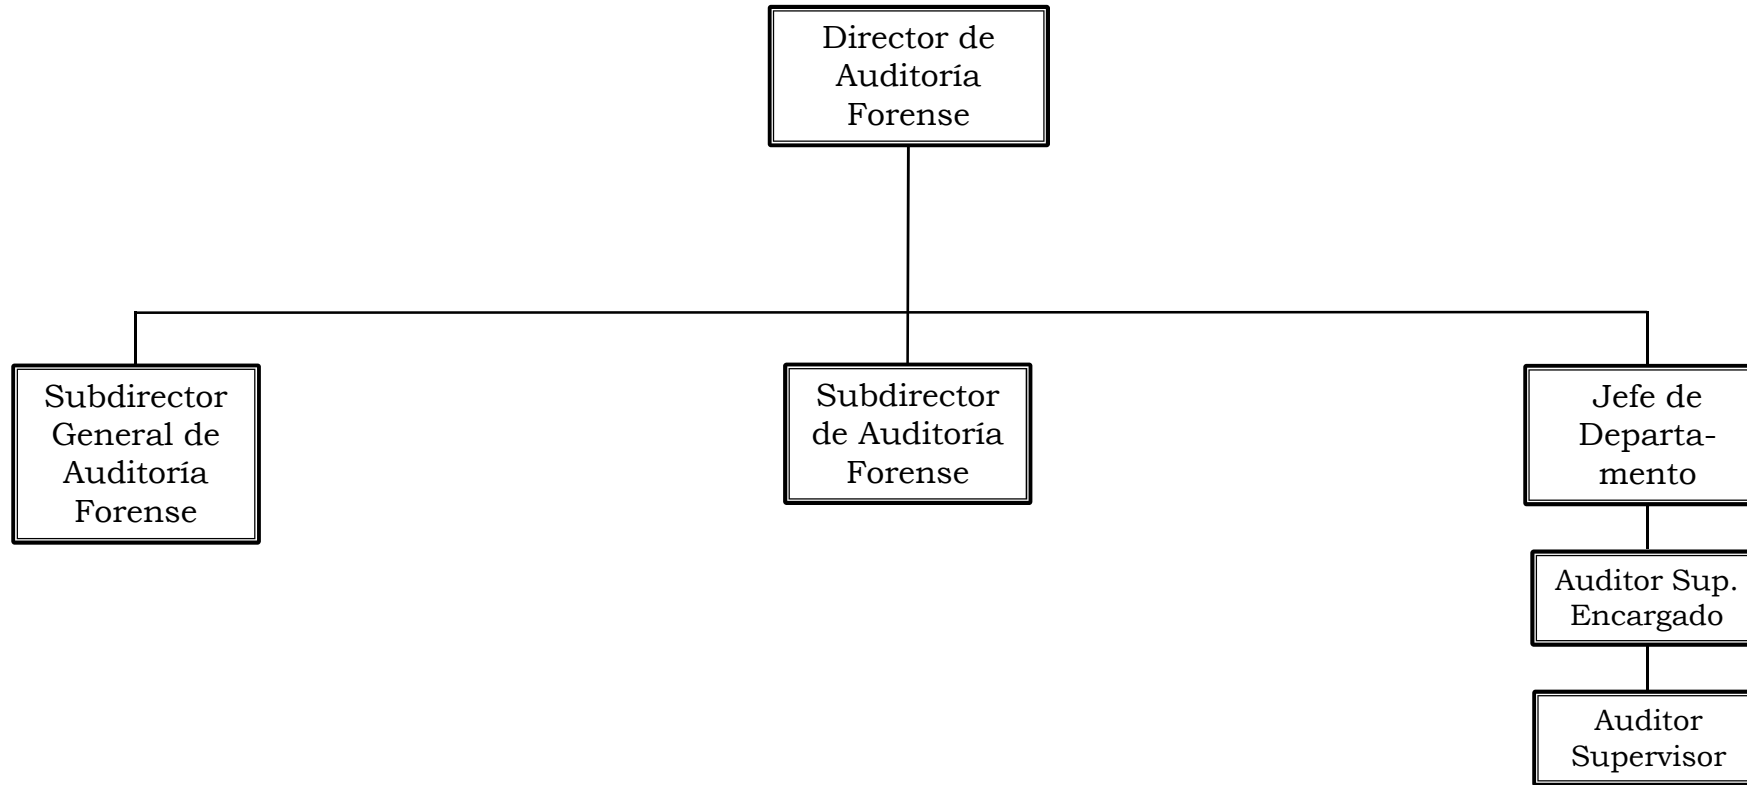 Director de
Auditoría
Forense
Subdirector
General de
Auditoría
Forense
Subdirector
de Auditoría
Forense
Jefe de
Departa-
mento
Auditor Sup.
Encargado
Auditor
Supervisor